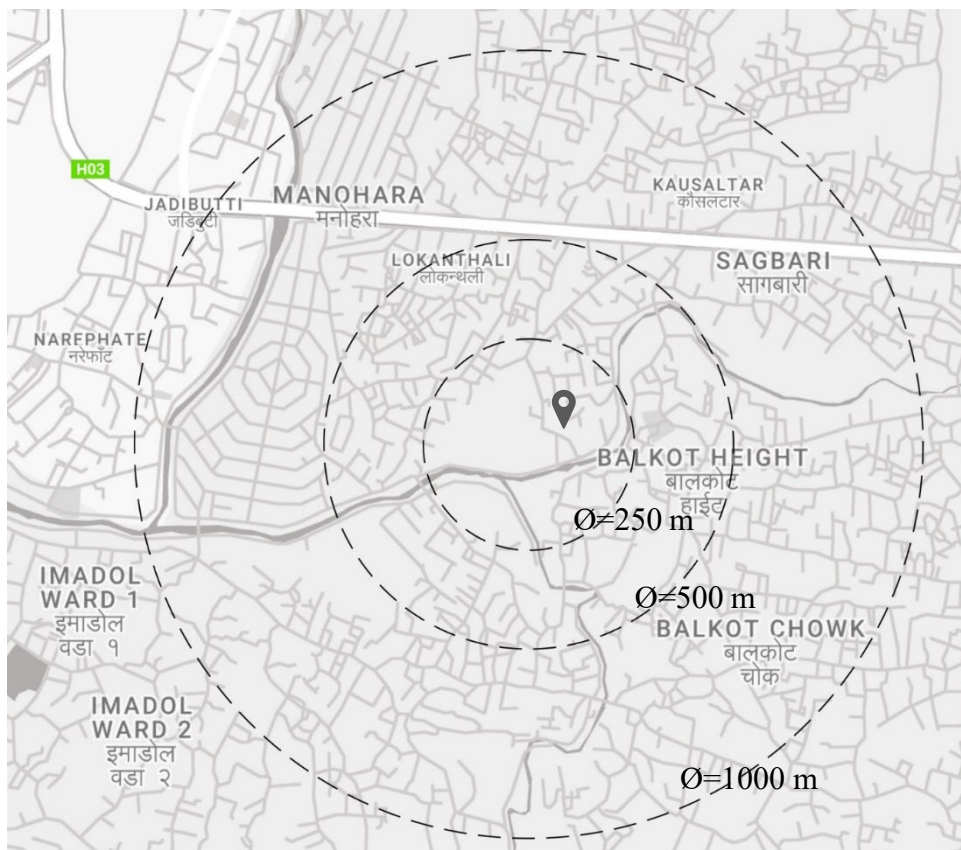 H03
JADIBUTTI
जडिबुटी
MANOHARA
मनोहरा
KAUSALTAR
कौसलटार
LOKANTHALI
लोकन्थली
SAGBARI
सागबारी
NAREPHATE
नरेफाँट
BALKOT HEIGHT
बालकोट
हाईट
Ø=250 m
IMADOL
WARD 1
इमाडोल
वडा १
Ø=500 m
BALKOT CHOWK
बालकोट
चोक
IMADOL
WARD 2
इमाडोल
वडा २
Ø=1000 m